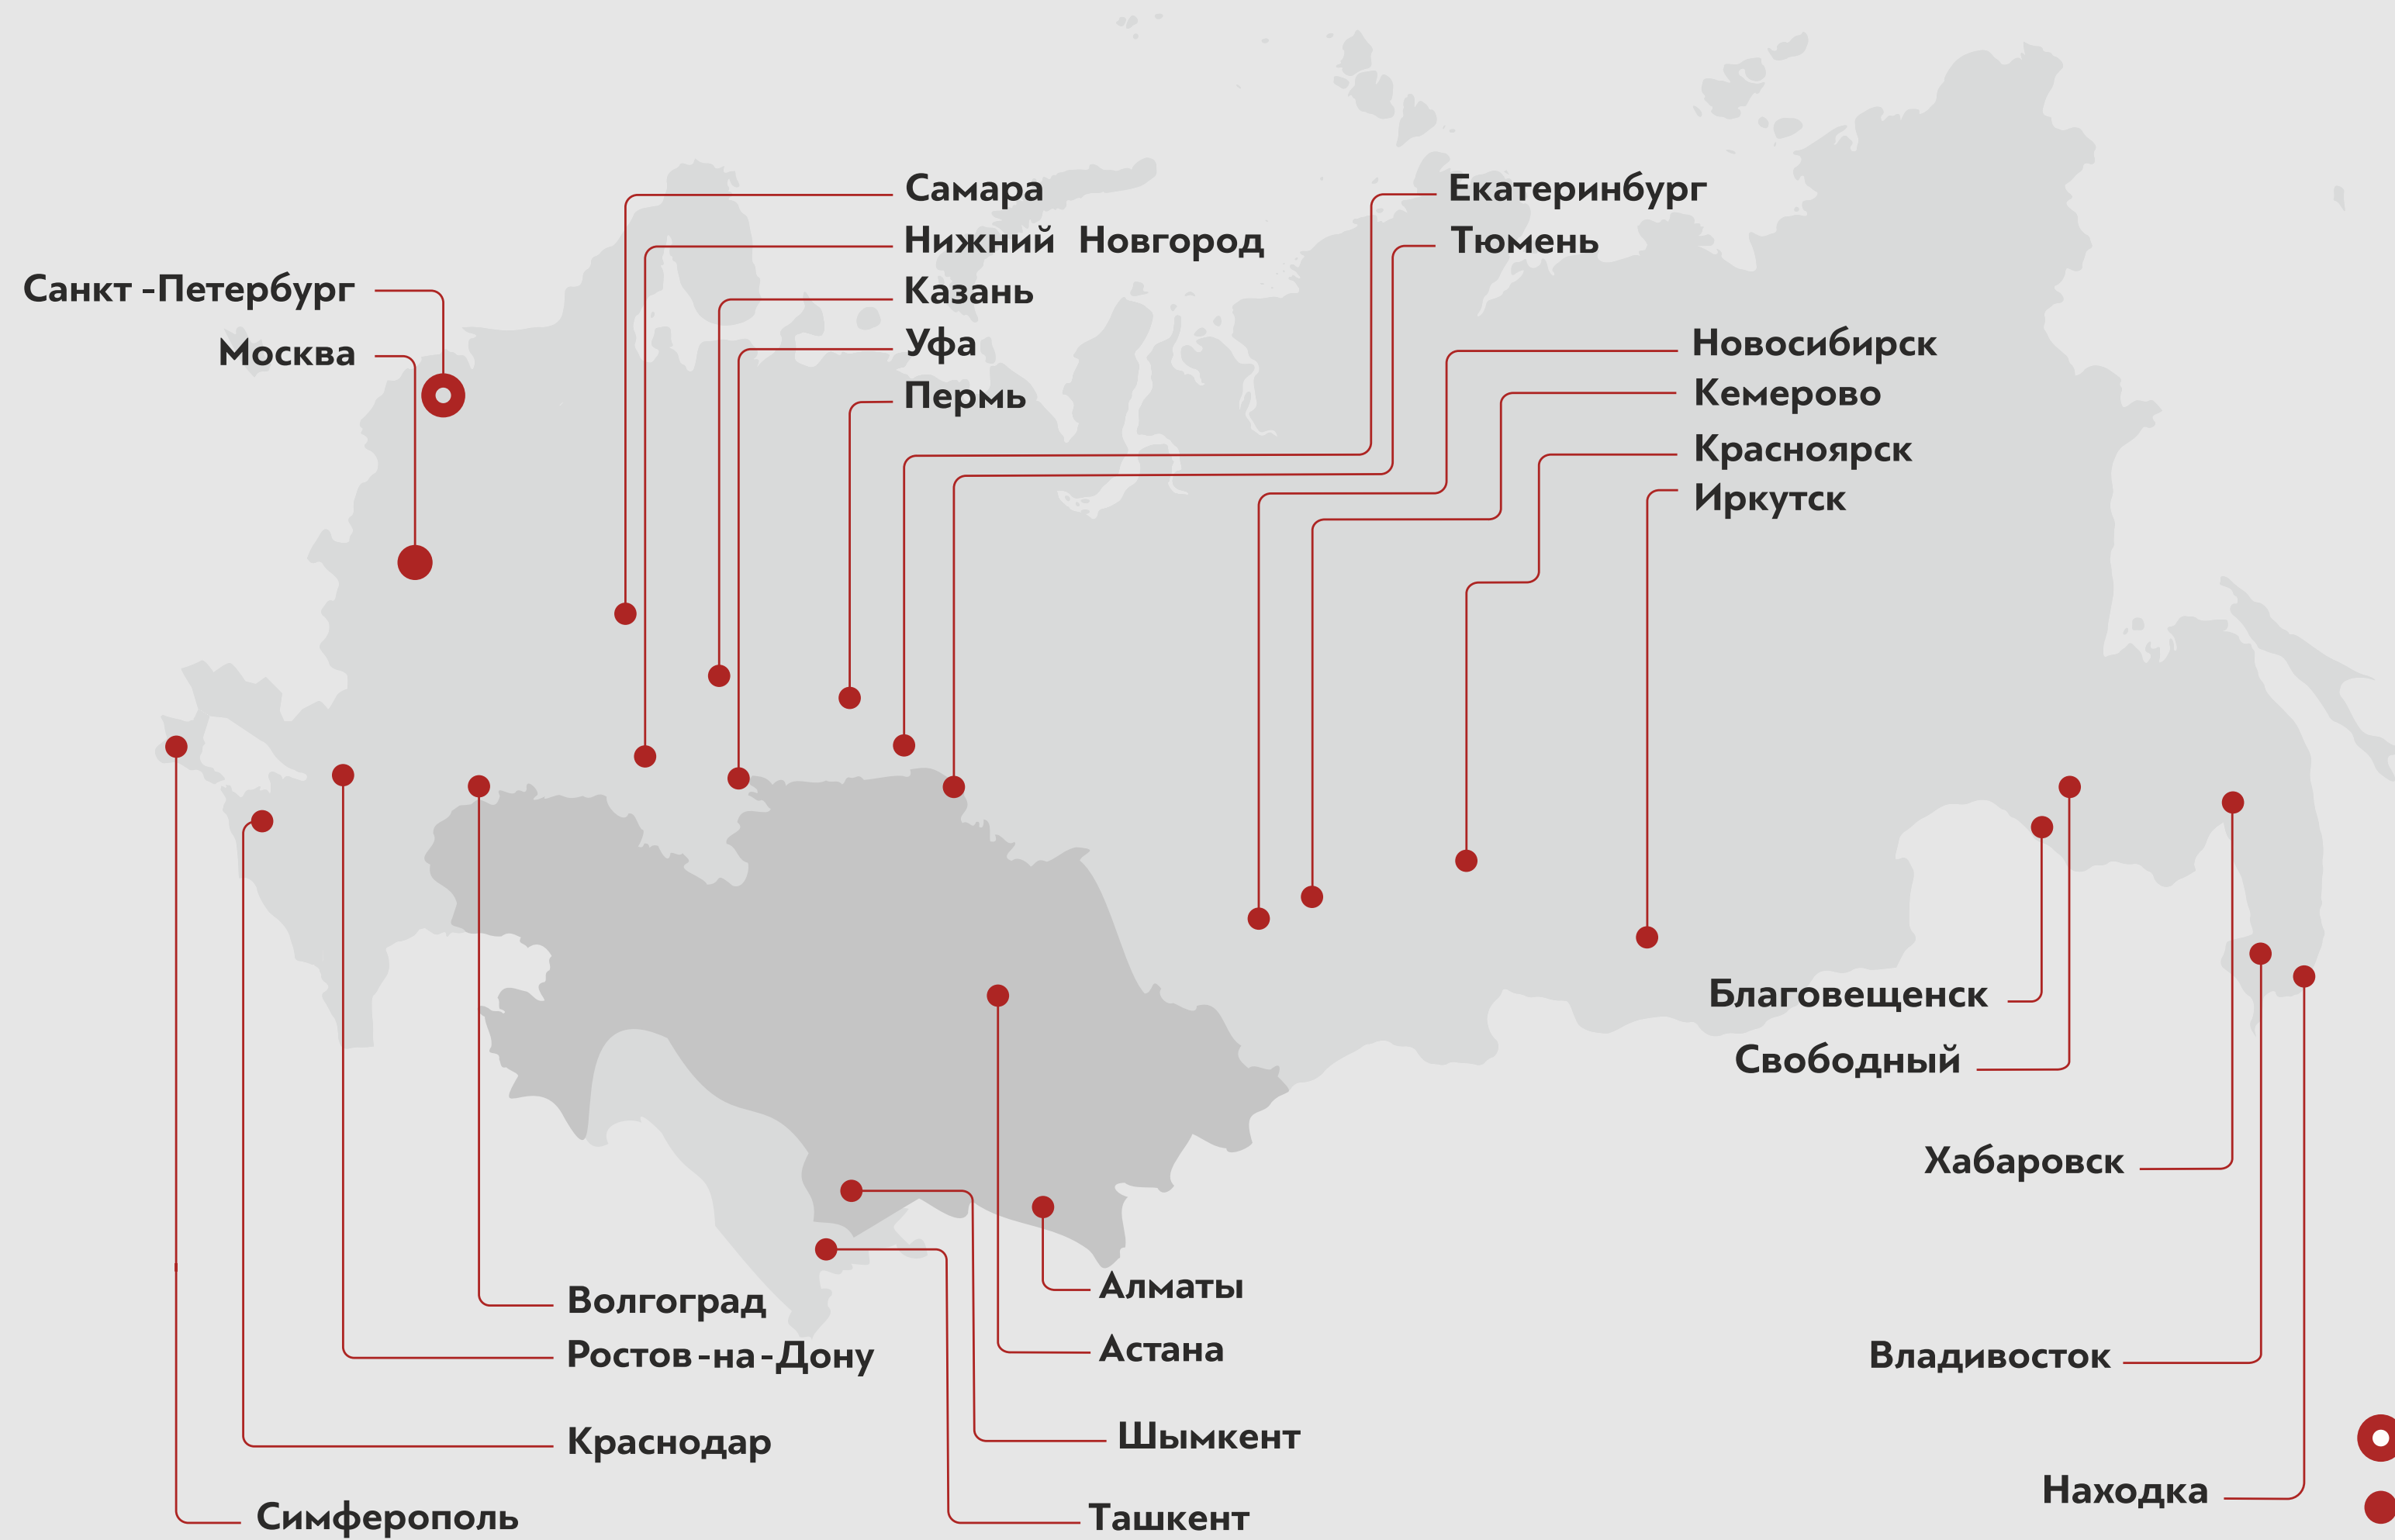 Самара
Екатеринбург
Нижний Новгород
Тюмень
Санкт -Петербург
Казань
Москва
Уфа
Новосибирск
Пермь
Кемерово
Красноярск
Иркутск
Благовещенск
Свободный
Хабаровск
Алматы
Волгоград
Астана
Ростов-на-Дону
Владивосток
Шымкент
Краснодар
Находка
Симферополь
Ташкент